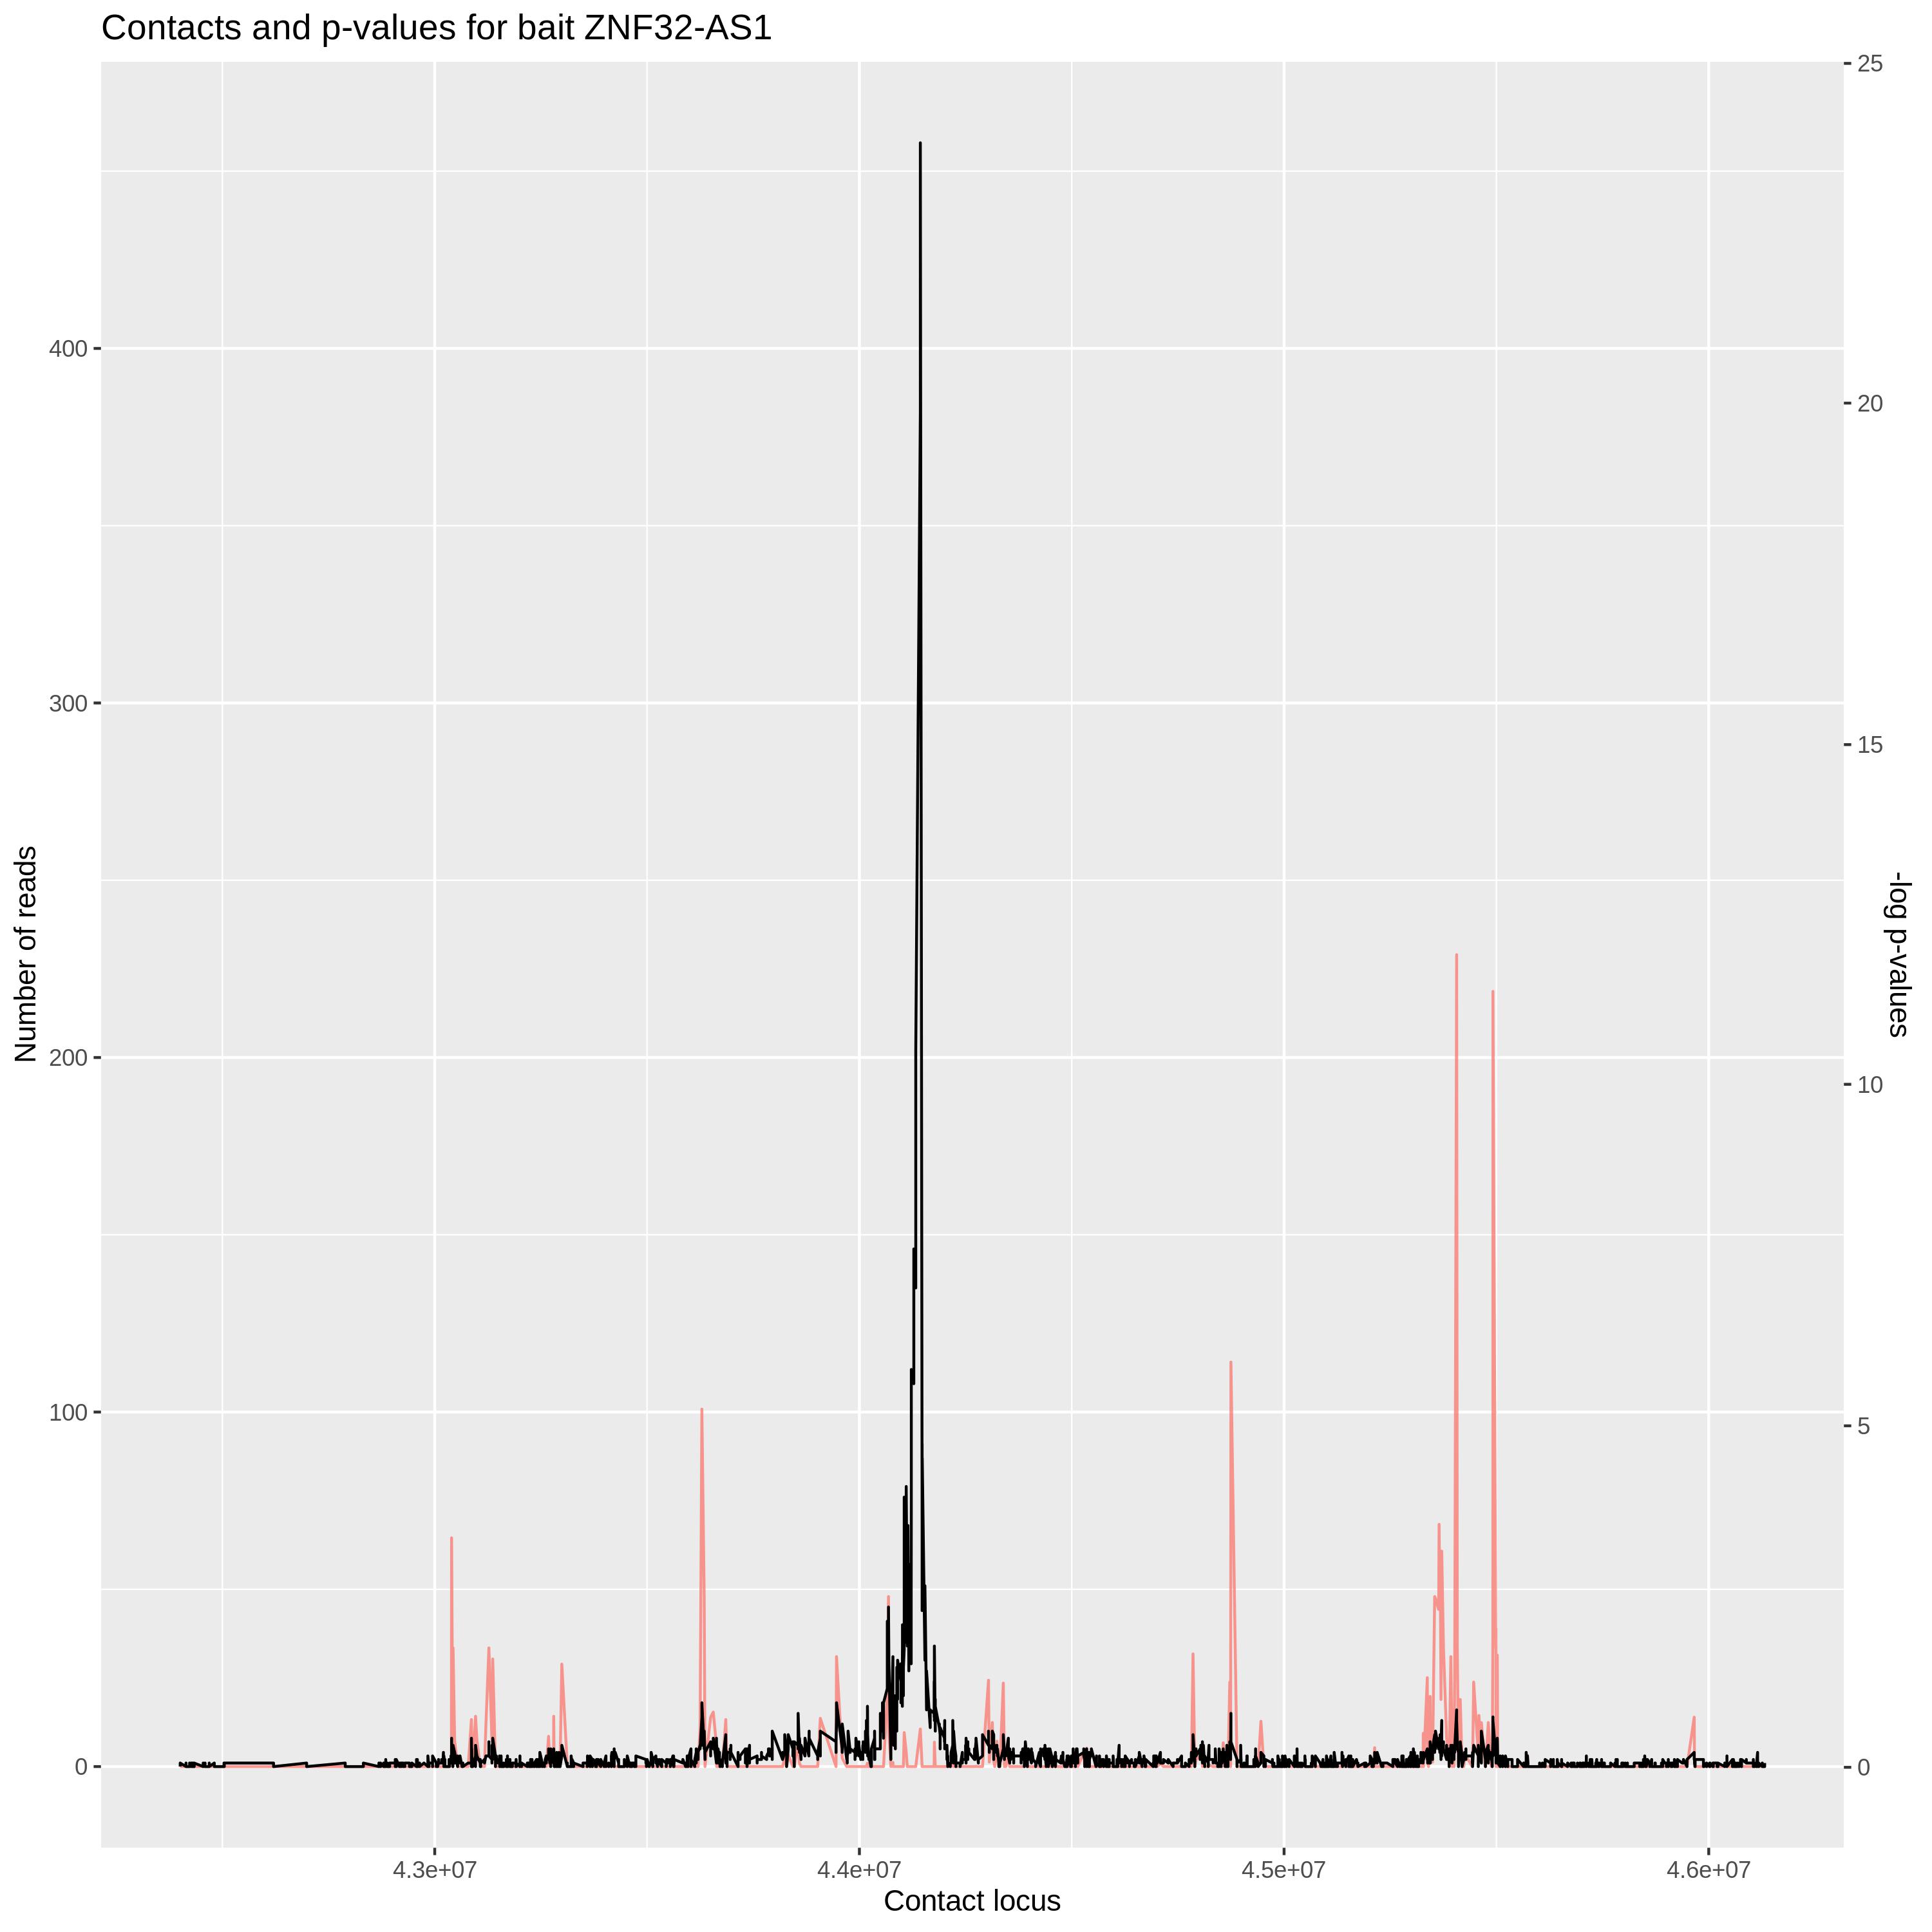 Contacts and p-values for bait ZNF32-AS1
25
400
20
300
15
Number of reads
-log p-values
200
10
100
5
0
0
4.3e+07
4.4e+07
4.5e+07
4.6e+07
Contact locus